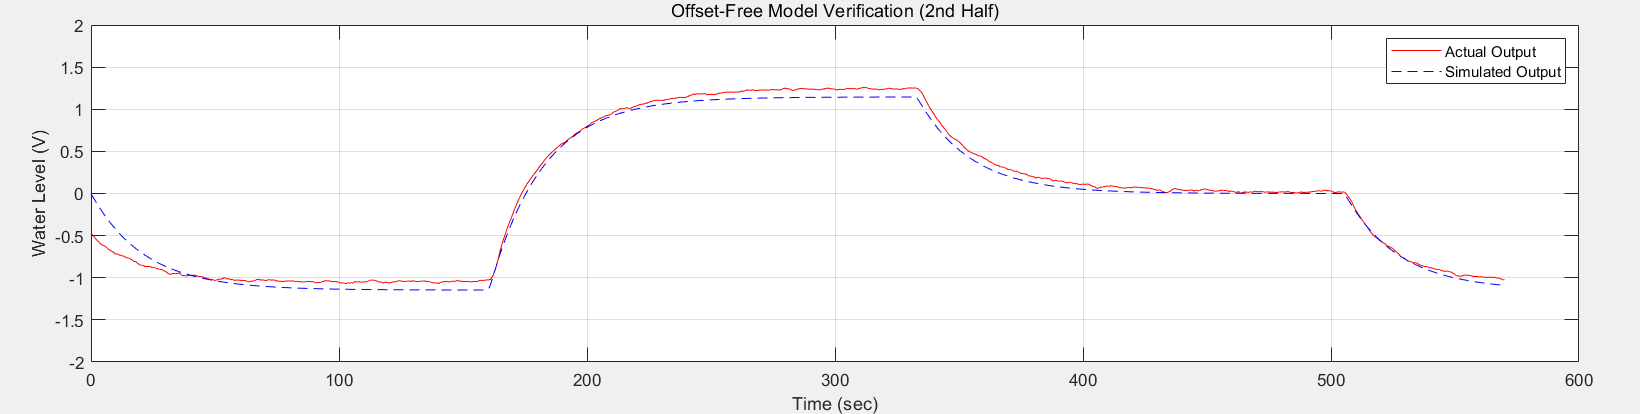 Offset-Free Model Verification (2nd Half)
2
1.5
1
0.5
0
-0.5
-1
-1.5
-2
Water Level (V)
Actual Output
Simulated Output
0 100 200 300 400 500 600
Time (sec)